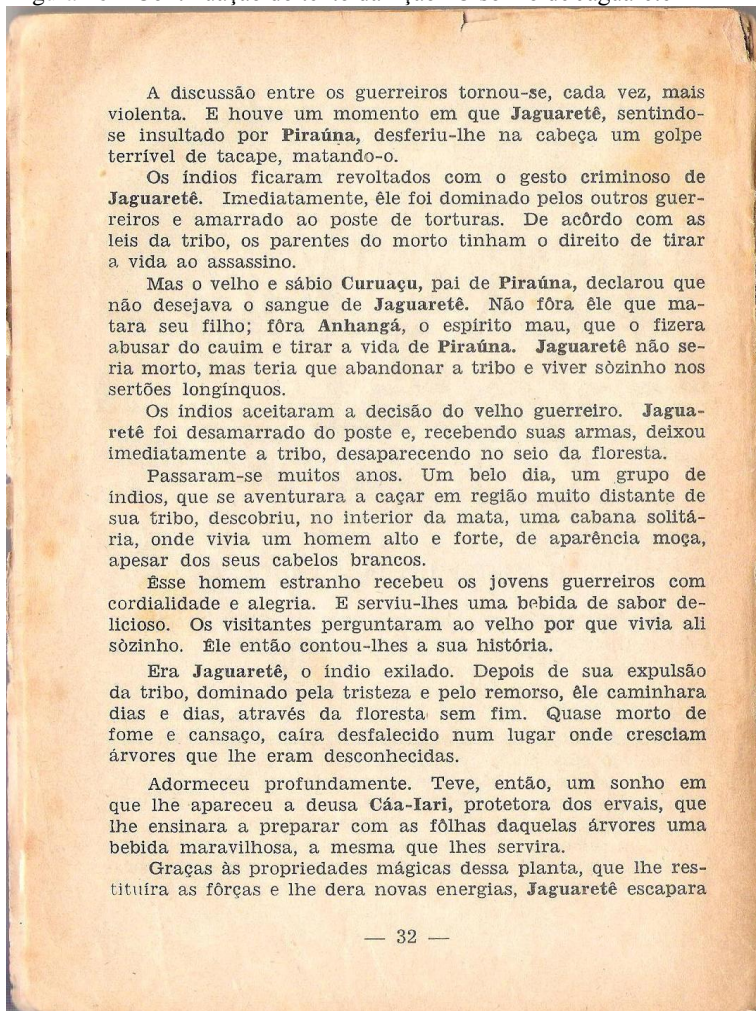 A discussão entre os guerreiros tornou-se, cada vez, mais
violenta. E houve um momento em que Jaguaretê, sentindo-
se insultado por Piraúna, desferiu-lhe na cabeça um golpe
terrível de tacape, matando-o.
Os índios ficaram revoltados com o gesto criminoso de
Jaguaretê. Imediatamente, êle foi dominado pelos outros guer-
reiros e amarrado ao poste de torturas. De acôrdo com as
leis da tribo, os parentes do morto tinham o direito de tirar
a vida ao assassino.
Mas o velho e sábio Curuaçu, pai de Piraúna, declarou que
não desejava o sangue de Jaguaretê. Não fôra êle que ma-
tara seu filho; fôra Anhangá, o espírito mau, que o fizera
abusar do cauim e tirar a vida de Piraúna. Jaguaretê não se-
ria morto, mas teria que abandonar a tribo e viver sòzinho nos
sertões longínquos.
Os índios aceitaram a decisão do velho guerreiro. Jagua-
retê foi desamarrado do poste e, recebendo suas armas, deixou
imediatamente a tribo, desaparecendo no seio da floresta.
Passaram-se muitos anos. Um belo dia, um grupo de
índios, que se aventurara a caçar em região muito distante de
sua tribo, descobriu, no interior da mata, uma cabana solitá-
ria, onde vivia um homem alto e forte, de aparência moça,
apesar dos seus cabelos brancos.
Êsse homem estranho recebeu os jovens guerreiros com
cordialidade e alegria. E serviu-lhes uma bebida de sabor de-
licioso. Os visitantes perguntaram ao velho por que vivia ali
sòzinho. Êle então contou-lhes a sua história.
Era Jaguaretê, o índio exilado. Depois de sua expulsão
da tribo, dominado pela tristeza e pelo remorso, êle caminhara
dias e dias, através da floresta sem fim. Quase morto de
fome e cansaço, caíra desfalecido num lugar onde cresciam
árvores que lhe eram desconhecidas.
Adormeceu profundamente. Teve, então, um sonho em
que lhe apareceu a deusa Cáa-Iari, protetora dos ervais, que
lhe ensinara a preparar com as fôlhas daquelas árvores uma
bebida maravilhosa, a mesma que lhes servira.
Graças às propriedades mágicas dessa planta, que lhe res-
tituíra as fôrças e lhe dera novas energias, Jaguaretê escapara
— 32 —